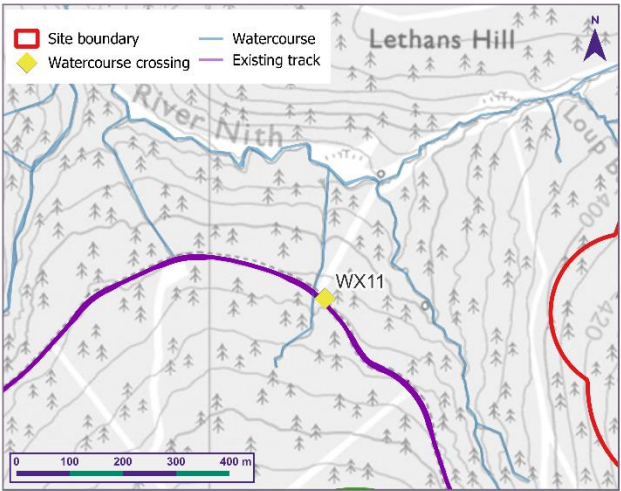 Site boundary
Watercourse
Watercourse crossing
Existing track
Lethans Hill
N
River Nith
Loup B
400
420
WX11
0 100 200 300 400 m